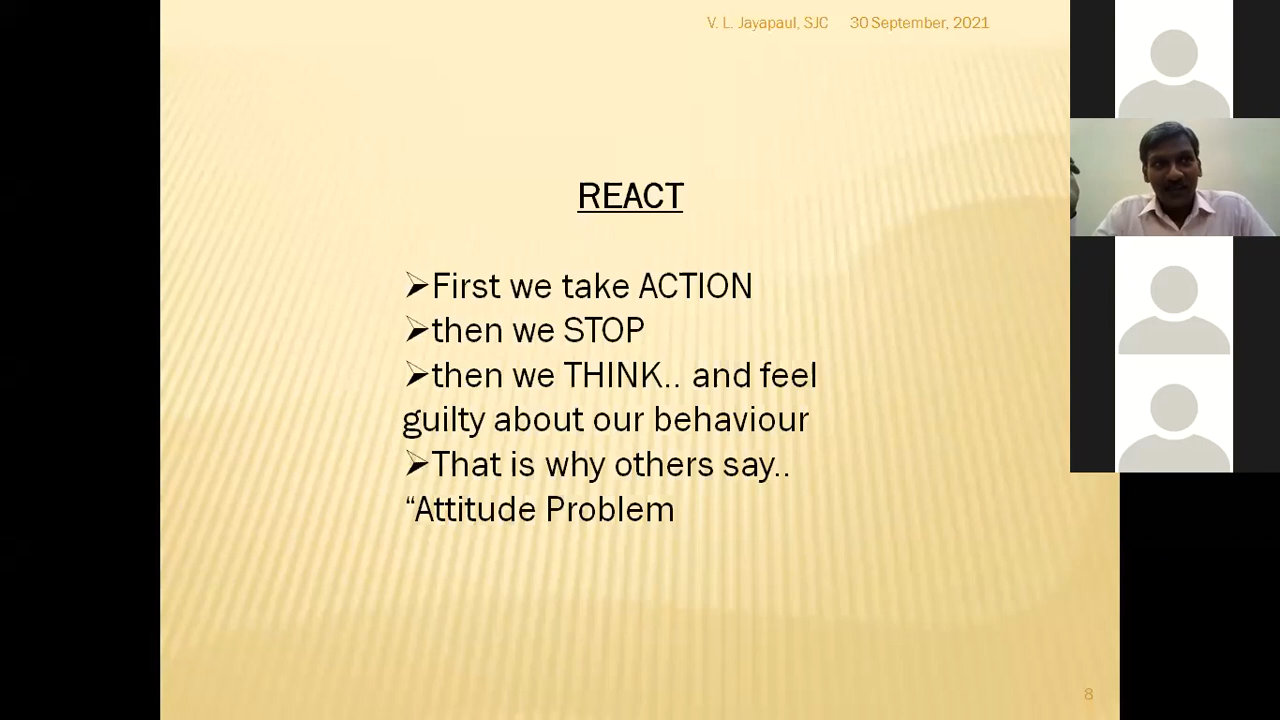 V. L. Jayapaul, SJC 30 September, 2021
REACT
➢First we take ACTION
➢then we STOP
➢then we THINK.. and feel
guilty about our behaviour
➢That is why others say..
“Attitude Problem
8